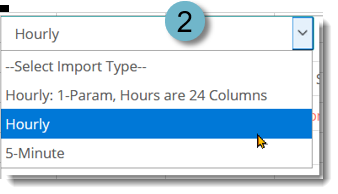 2
Hourly
--Select Import Type--
Hourly: 1-Param, Hours are 24 Columns
Hourly
5-Minute